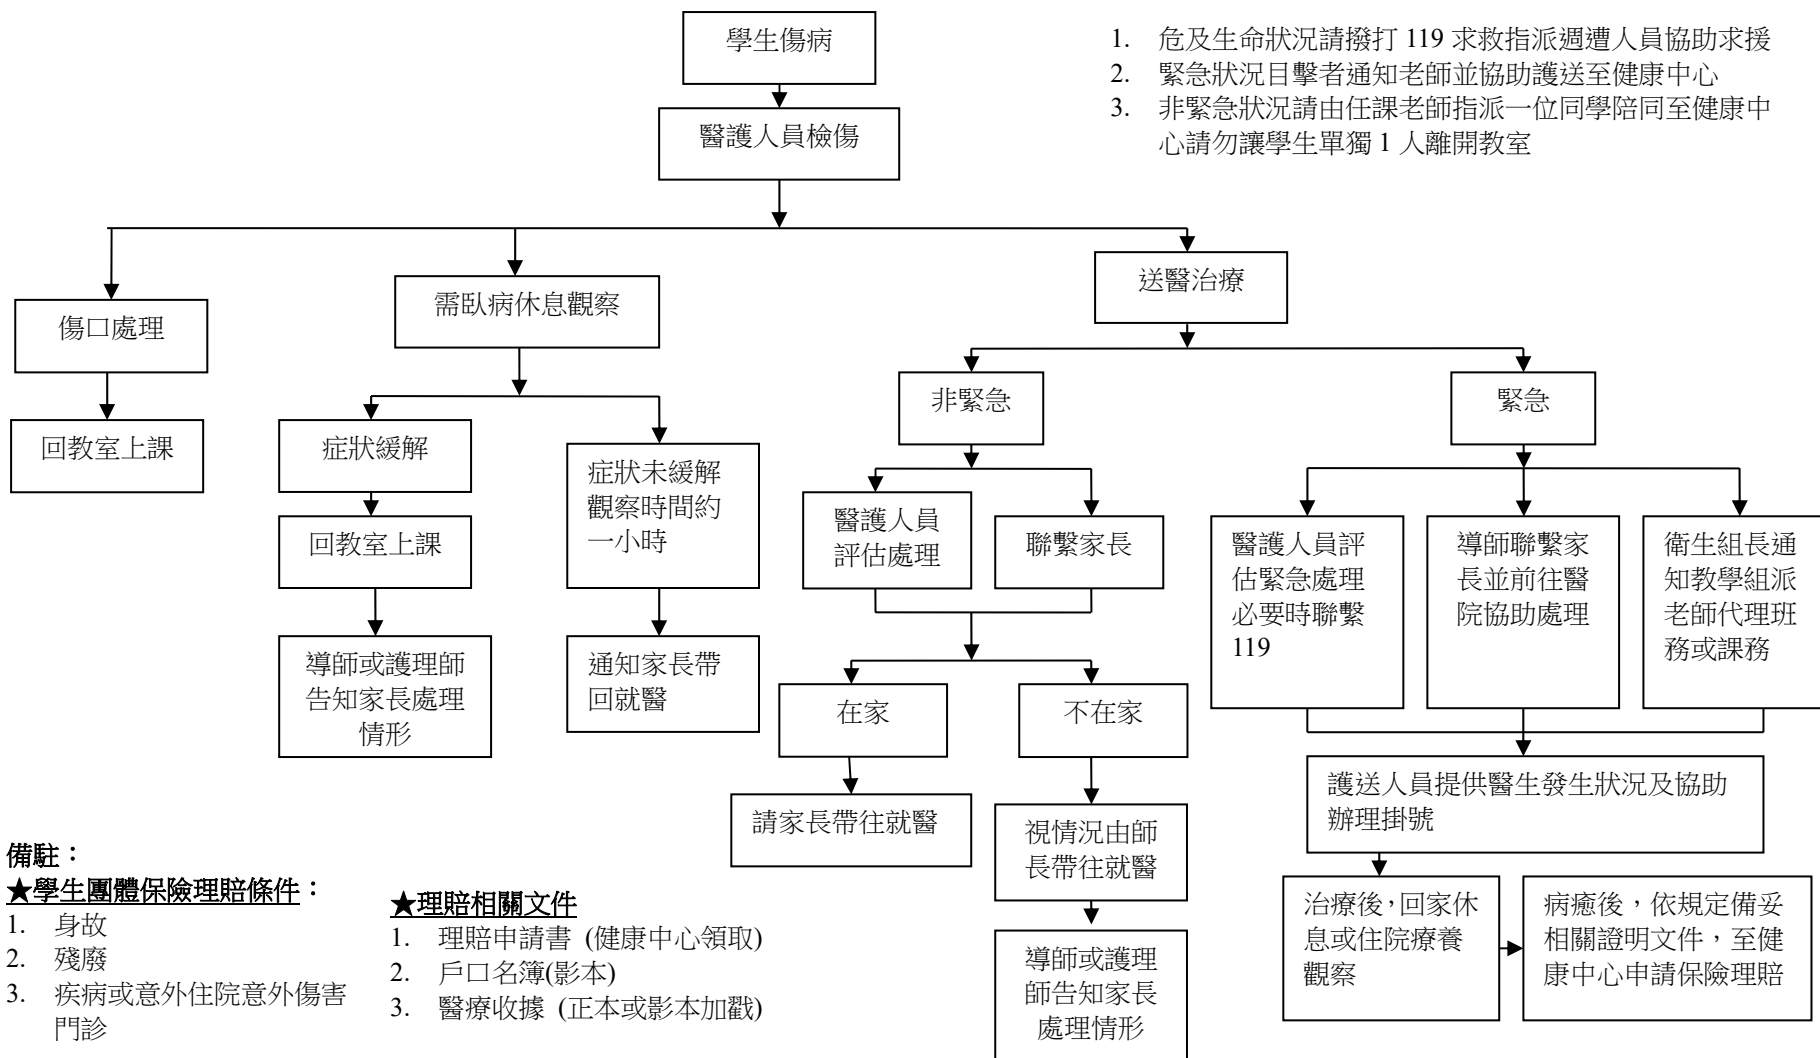 學生傷病
1. 危及生命狀況請撥打 119 求救指派週遭人員協助求援
2. 緊急狀況目擊者通知老師並協助護送至健康中心
3. 非緊急狀況請由任課老師指派一位同學陪同至健康中
心請勿讓學生單獨 1 人離開教室
醫護人員檢傷
傷口處理
需臥病休息觀察
送醫治療
回教室上課
症狀緩解
回教室上課
導師或護理師
告知家長處理
情形
症狀未緩解
觀察時間約
一小時
通知家長帶
回就醫
非緊急
醫護人員
評估處理
聯繫家長
在家
不在家
請家長帶往就醫
視情況由師
長帶往就醫
導師或護理
師告知家長
處理情形
緊急
醫護人員評
估緊急處理
必要時聯繫
119
導師聯繫家
長並前往醫
院協助處理
衛生組長通
知教學組派
老師代理班
務或課務
護送人員提供醫生發生狀況及協助
辦理掛號
治療後,回家休
息或住院療養
觀察
病癒後,依規定備妥
相關證明文件,至健
康中心申請保險理賠
備駐:
★學生團體保險理賠條件:
1. 身故
2. 殘廢
3. 疾病或意外住院意外傷害
門診
★理賠相關文件
1. 理賠申請書 (健康中心領取)
2. 戶口名簿(影本)
3. 醫療收據 (正本或影本加戳)